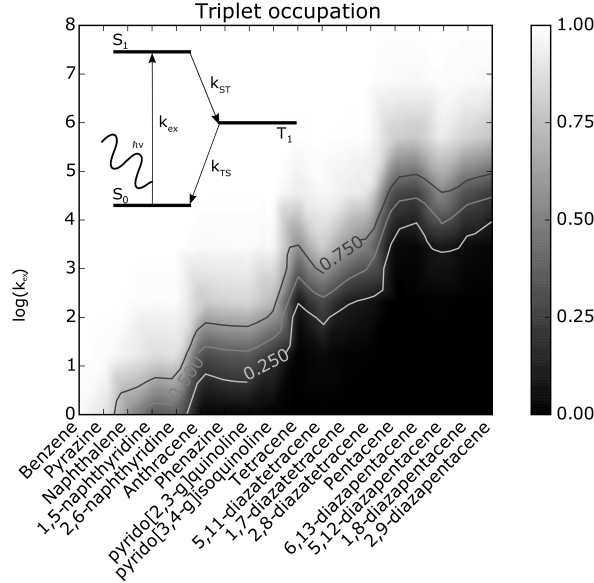 Triplet occupation
8
7
6
5
4
3
2
1
0
log(k_ex)
S_1
k_ST
k_ex
T_1
hν
k_TS
S_0
0.750
0.500
0.250
1.00
0.75
0.50
0.25
0.00
Benzene
Pyrazine
Naphthalene
1,5-naphthyridine
2,6-naphthyridine
Anthracene
Phenazine
pyrido[2,3-g]quinoline
pyrido[3,4-g]isoquinoline
Tetracene
5,11-diazatetracene
1,7-diazatetracene
2,8-diazatetracene
Pentacene
6,13-diazapentacene
5,12-diazapentacene
1,8-diazapentacene
2,9-diazapentacene